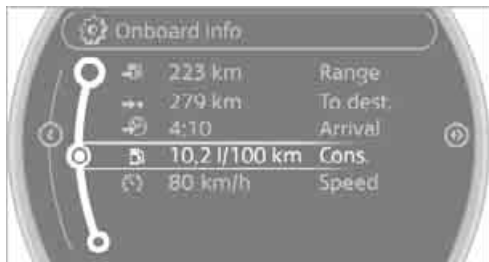 Onboard info
223 km Range
279 km To dest.
4:10 Arrival
10,2 l/100 km Cons.
80 km/h Speed